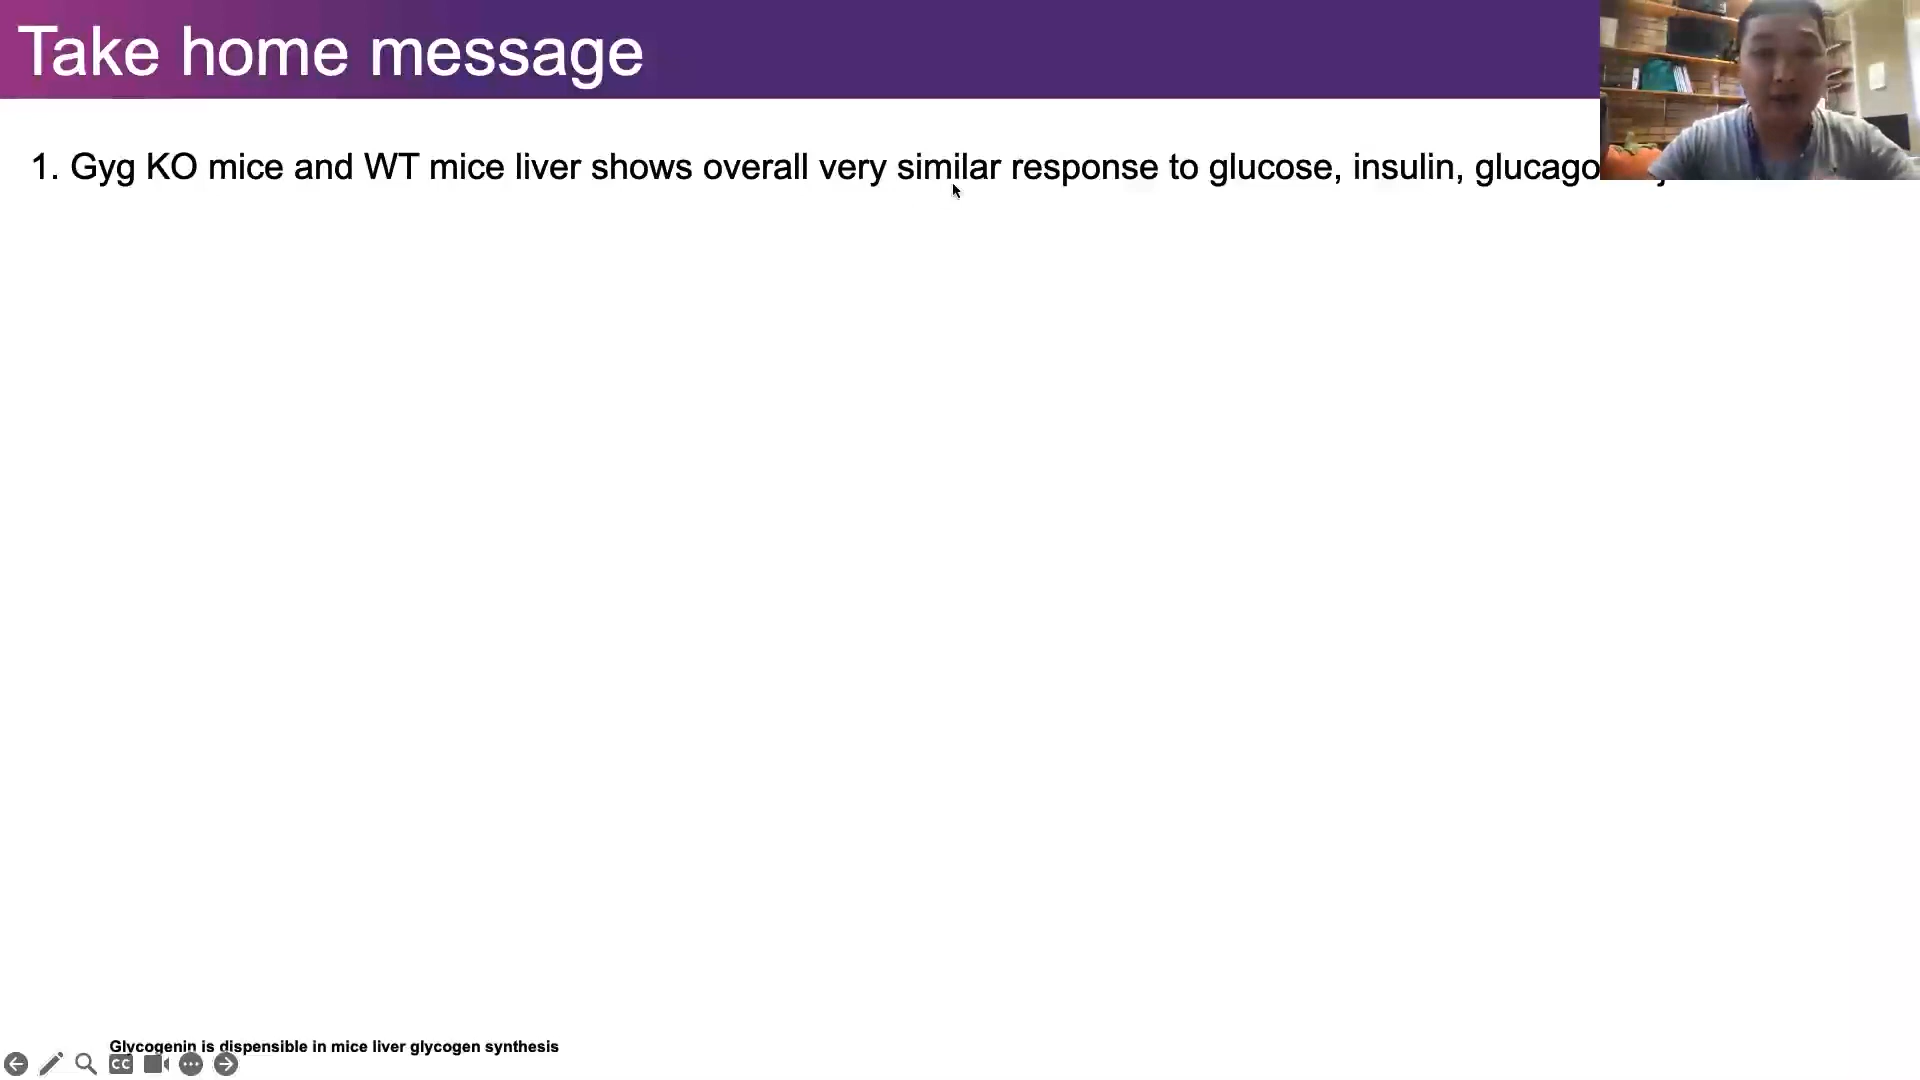 Take home message
1. Gyg KO mice and WT mice liver shows overall very similar response to glucose, insulin,
Glycogenin is dispensible in mice liver glycogen synthesis
CC